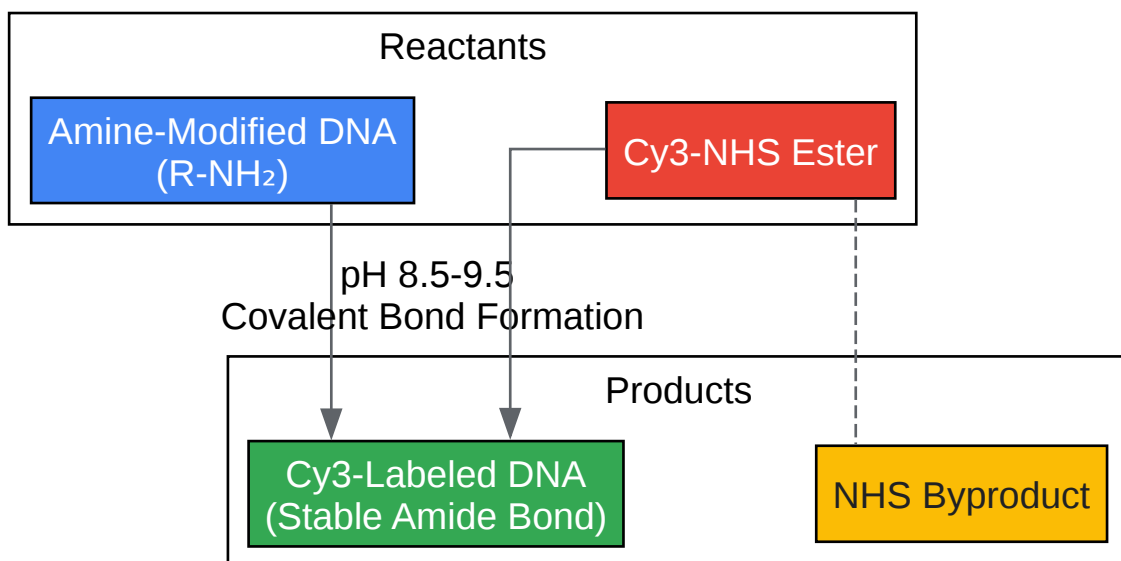 Reactants
Amine-Modified DNA
(R-NH₂)
Cy3-NHS Ester
pH 8.5-9.5
Covalent Bond Formation
Products
Cy3-Labeled DNA
(Stable Amide Bond)
NHS Byproduct